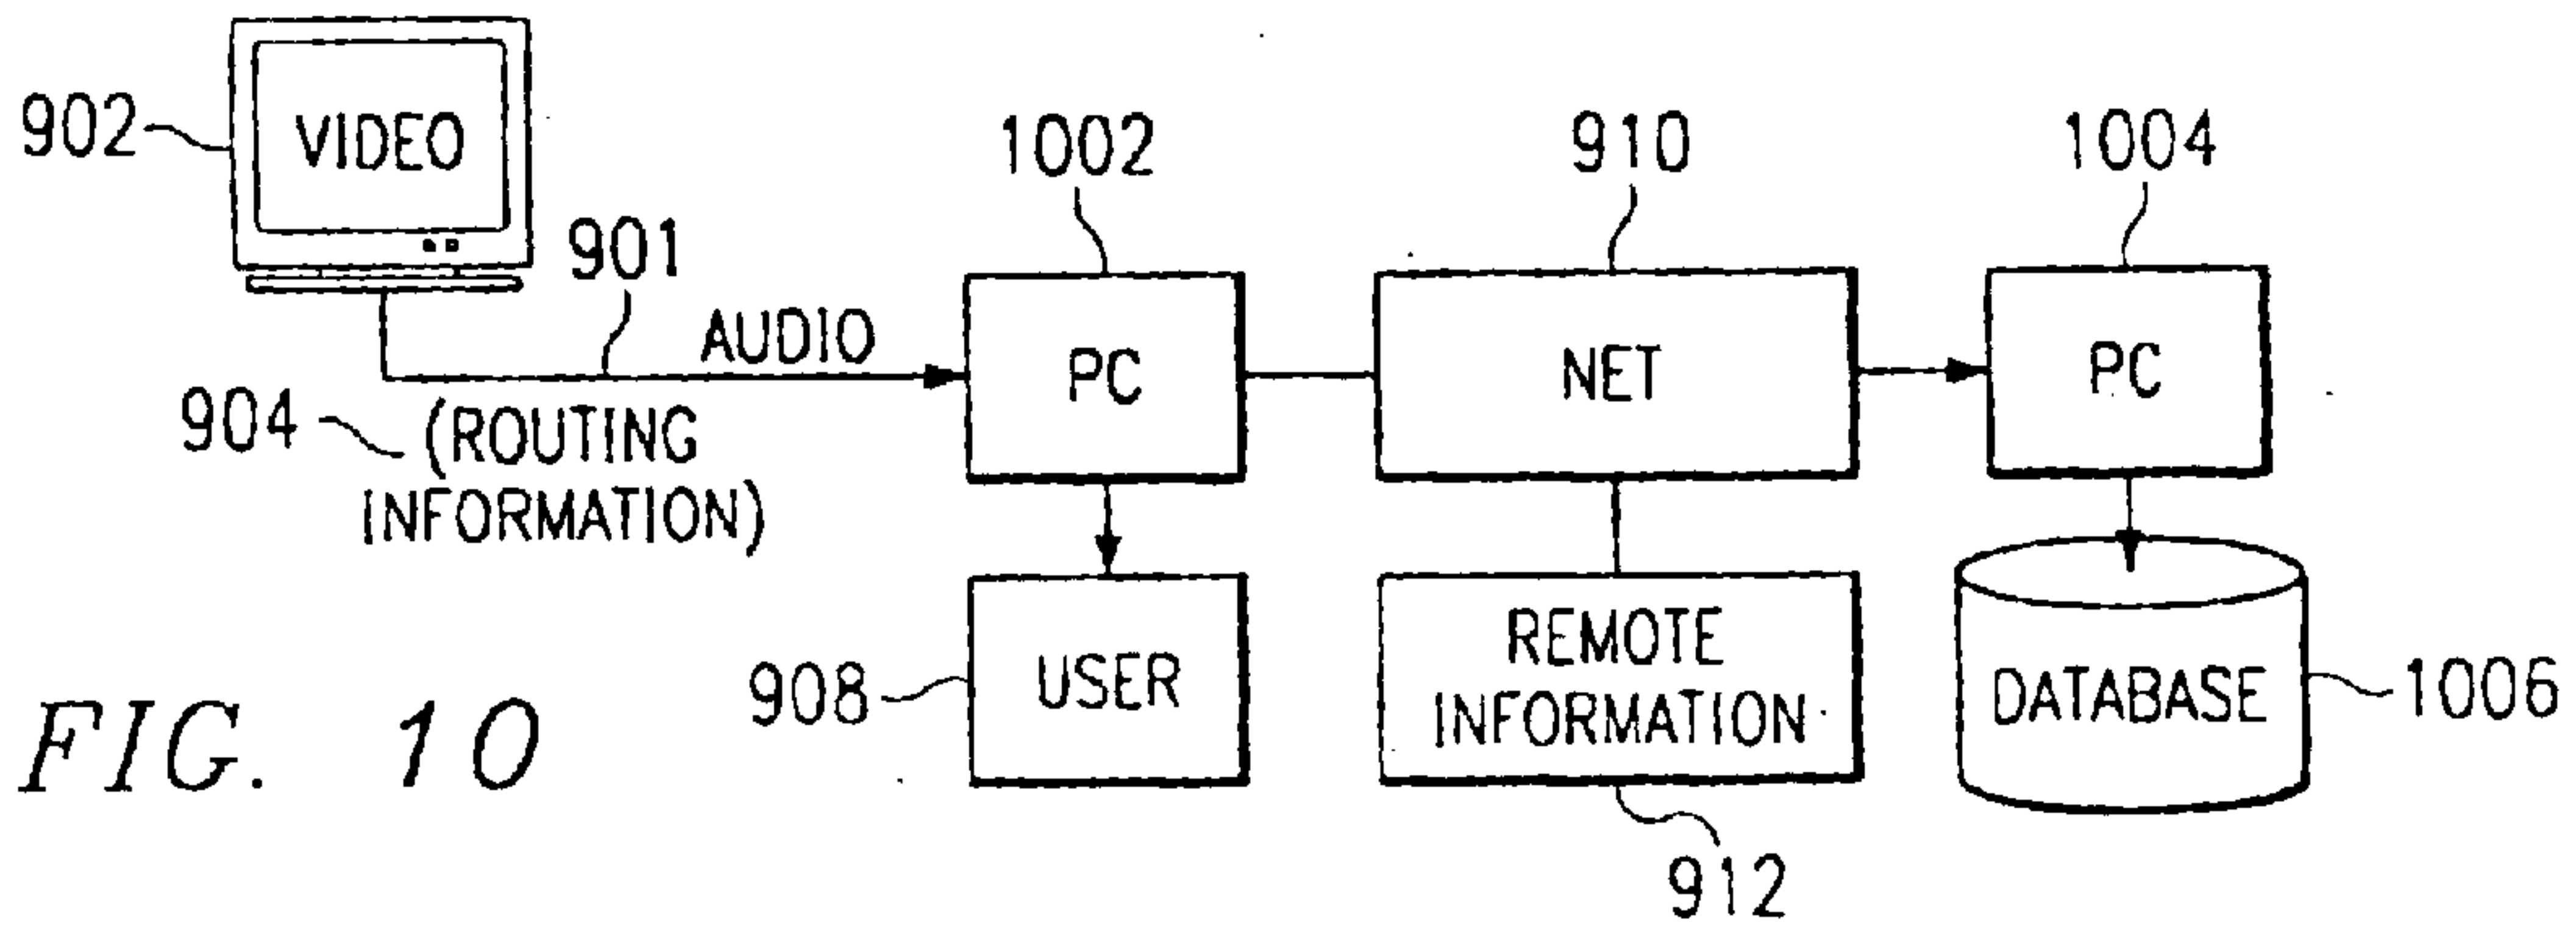 902
VIDEO
901
AUDIO
904
(ROUTING
INFORMATION)
1002
PC
910
NET
1004
PC
908
USER
REMOTE
INFORMATION
912
DATABASE
1006
FIG. 10